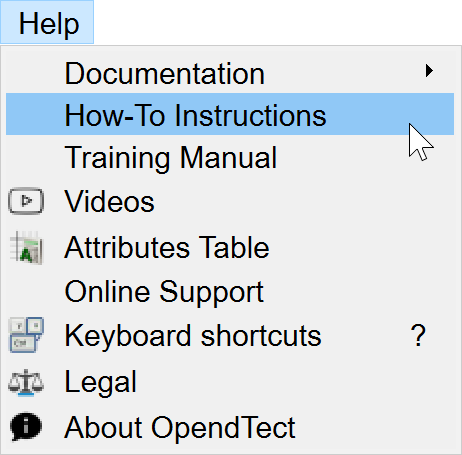 Help
Documentation
How-To Instructions
Training Manual
Videos
Attributes Table
Online Support
Keyboard shortcuts ?
Legal
About OpendTect